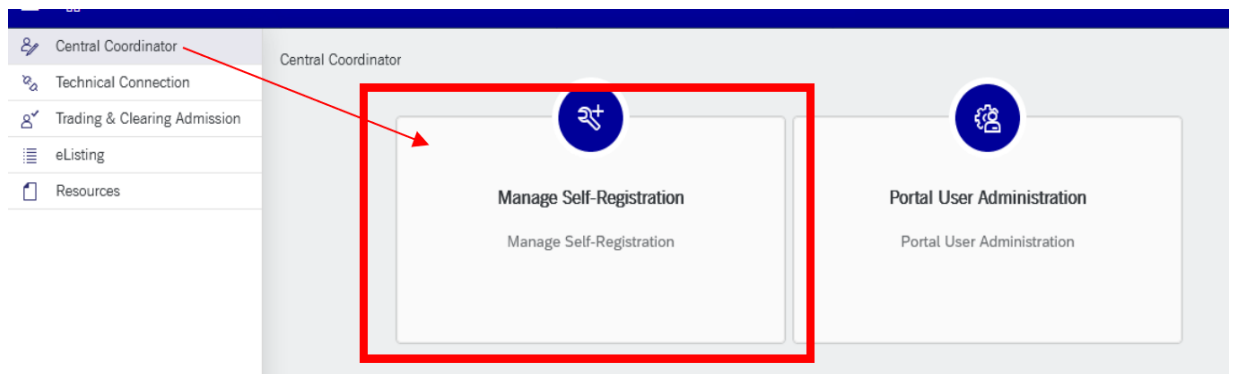 Central Coordinator
Technical Connection
Trading & Clearing Admission
eListing
Resources
Central Coordinator
Manage Self-Registration
Manage Self-Registration
Portal User Administration
Portal User Administration